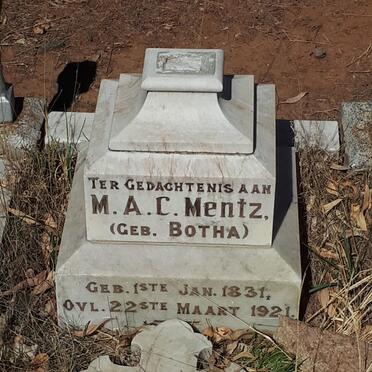 Ter Gedachtenis aan
M. A. C. Mentz,
(Geb. Botha)
Geb. 1ste Jan. 1831,
Ovl. 22ste Maart 1921.